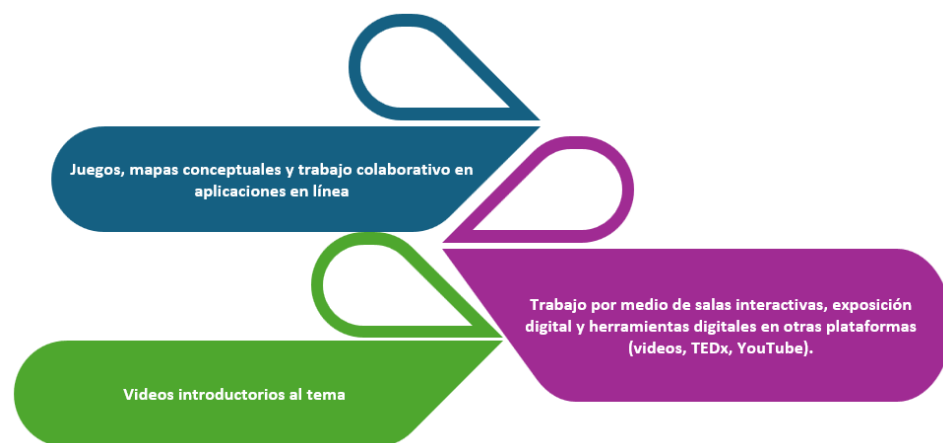 Juegos, mapas conceptuales y trabajo colaborativo en
aplicaciones en línea
Trabajo por medio de salas interactivas, exposición
digital y herramientas digitales en otras plataformas
(videos, TEDx, YouTube).
Videos introductorios al tema